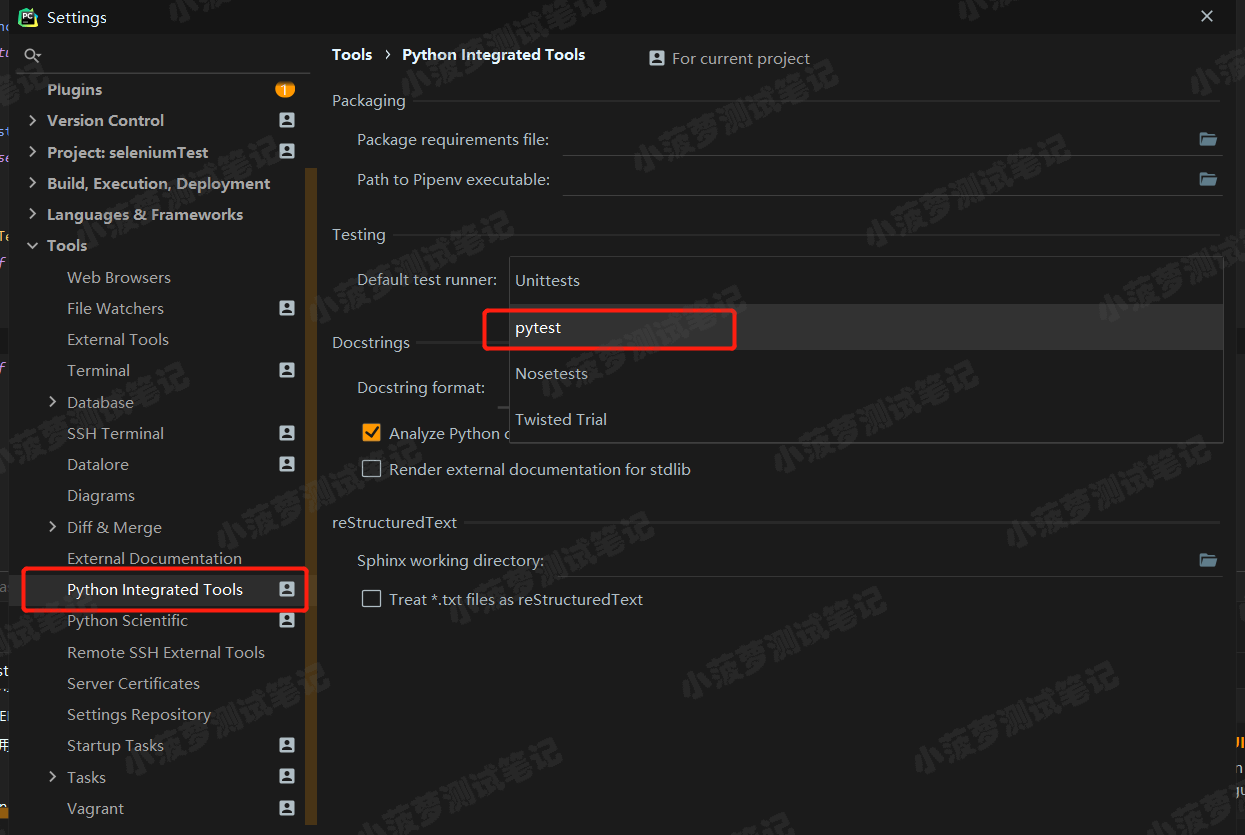 Settings
Plugins 1
Version Control
Project: seleniumTest
Build, Execution, Deployment
Languages & Frameworks
Tools
Web Browsers
File Watchers
External Tools
Terminal
Database
SSH Terminal
Datalore
Diagrams
Diff & Merge
External Documentation
Python Integrated Tools
Python Scientific
Remote SSH External Tools
Server Certificates
Settings Repository
Startup Tasks
Tasks
Vagrant
Tools › Python Integrated Tools
For current project
Packaging
Package requirements file:
Path to Pipenv executable:
Testing
Default test runner:
Unittests
pytest
Nosetests
Twisted Trial
Docstrings
Docstring format:
Analyze Python
Render external documentation for stdlib
reStructuredText
Sphinx working directory:
Treat *.txt files as reStructuredText
小菠萝测试笔记